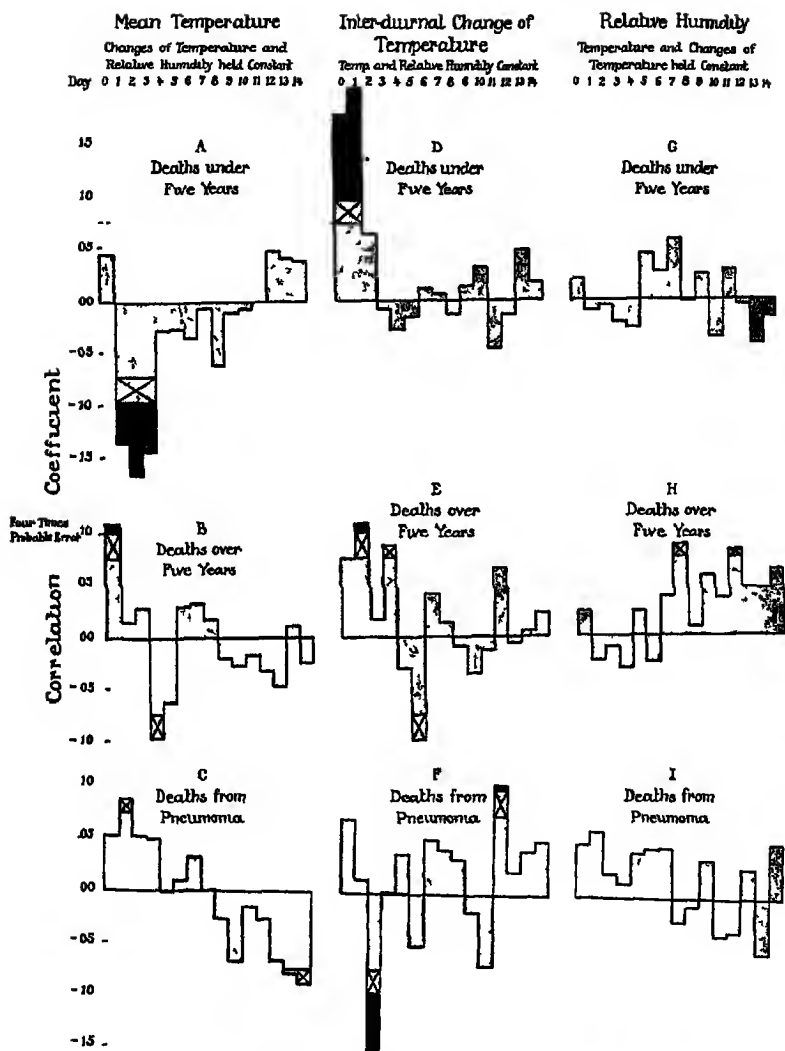 Mean Temperature
Changes of Temperature and
Relative Humidity held Constant
Day 0 1 2 3 4 5 6 7 8 9 10 11 12 13 14
Inter-diurnal Change of
Temperature
Temp and Relative Humidity Constant
0 1 2 3 4 5 6 7 8 9 10 11 12 13 14
Relative Humidity
Temperature and Changes of
Temperature held Constant
0 1 2 3 4 5 6 7 8 9 10 11 12 13 14
Correlation Coefficient
15
10
05
00
-05
-10
-15
A
Deaths under
Five Years
D
Deaths under
Five Years
G
Deaths under
Five Years
Four Times
Probable Error
10
05
00
-05
-10
B
Deaths over
Five Years
E
Deaths over
Five Years
H
Deaths over
Five Years
10
.05
00
-05
-10
-15
C
Deaths from
Pneumonia
F
Deaths from
Pneumonia
I
Deaths from
Pneumonia